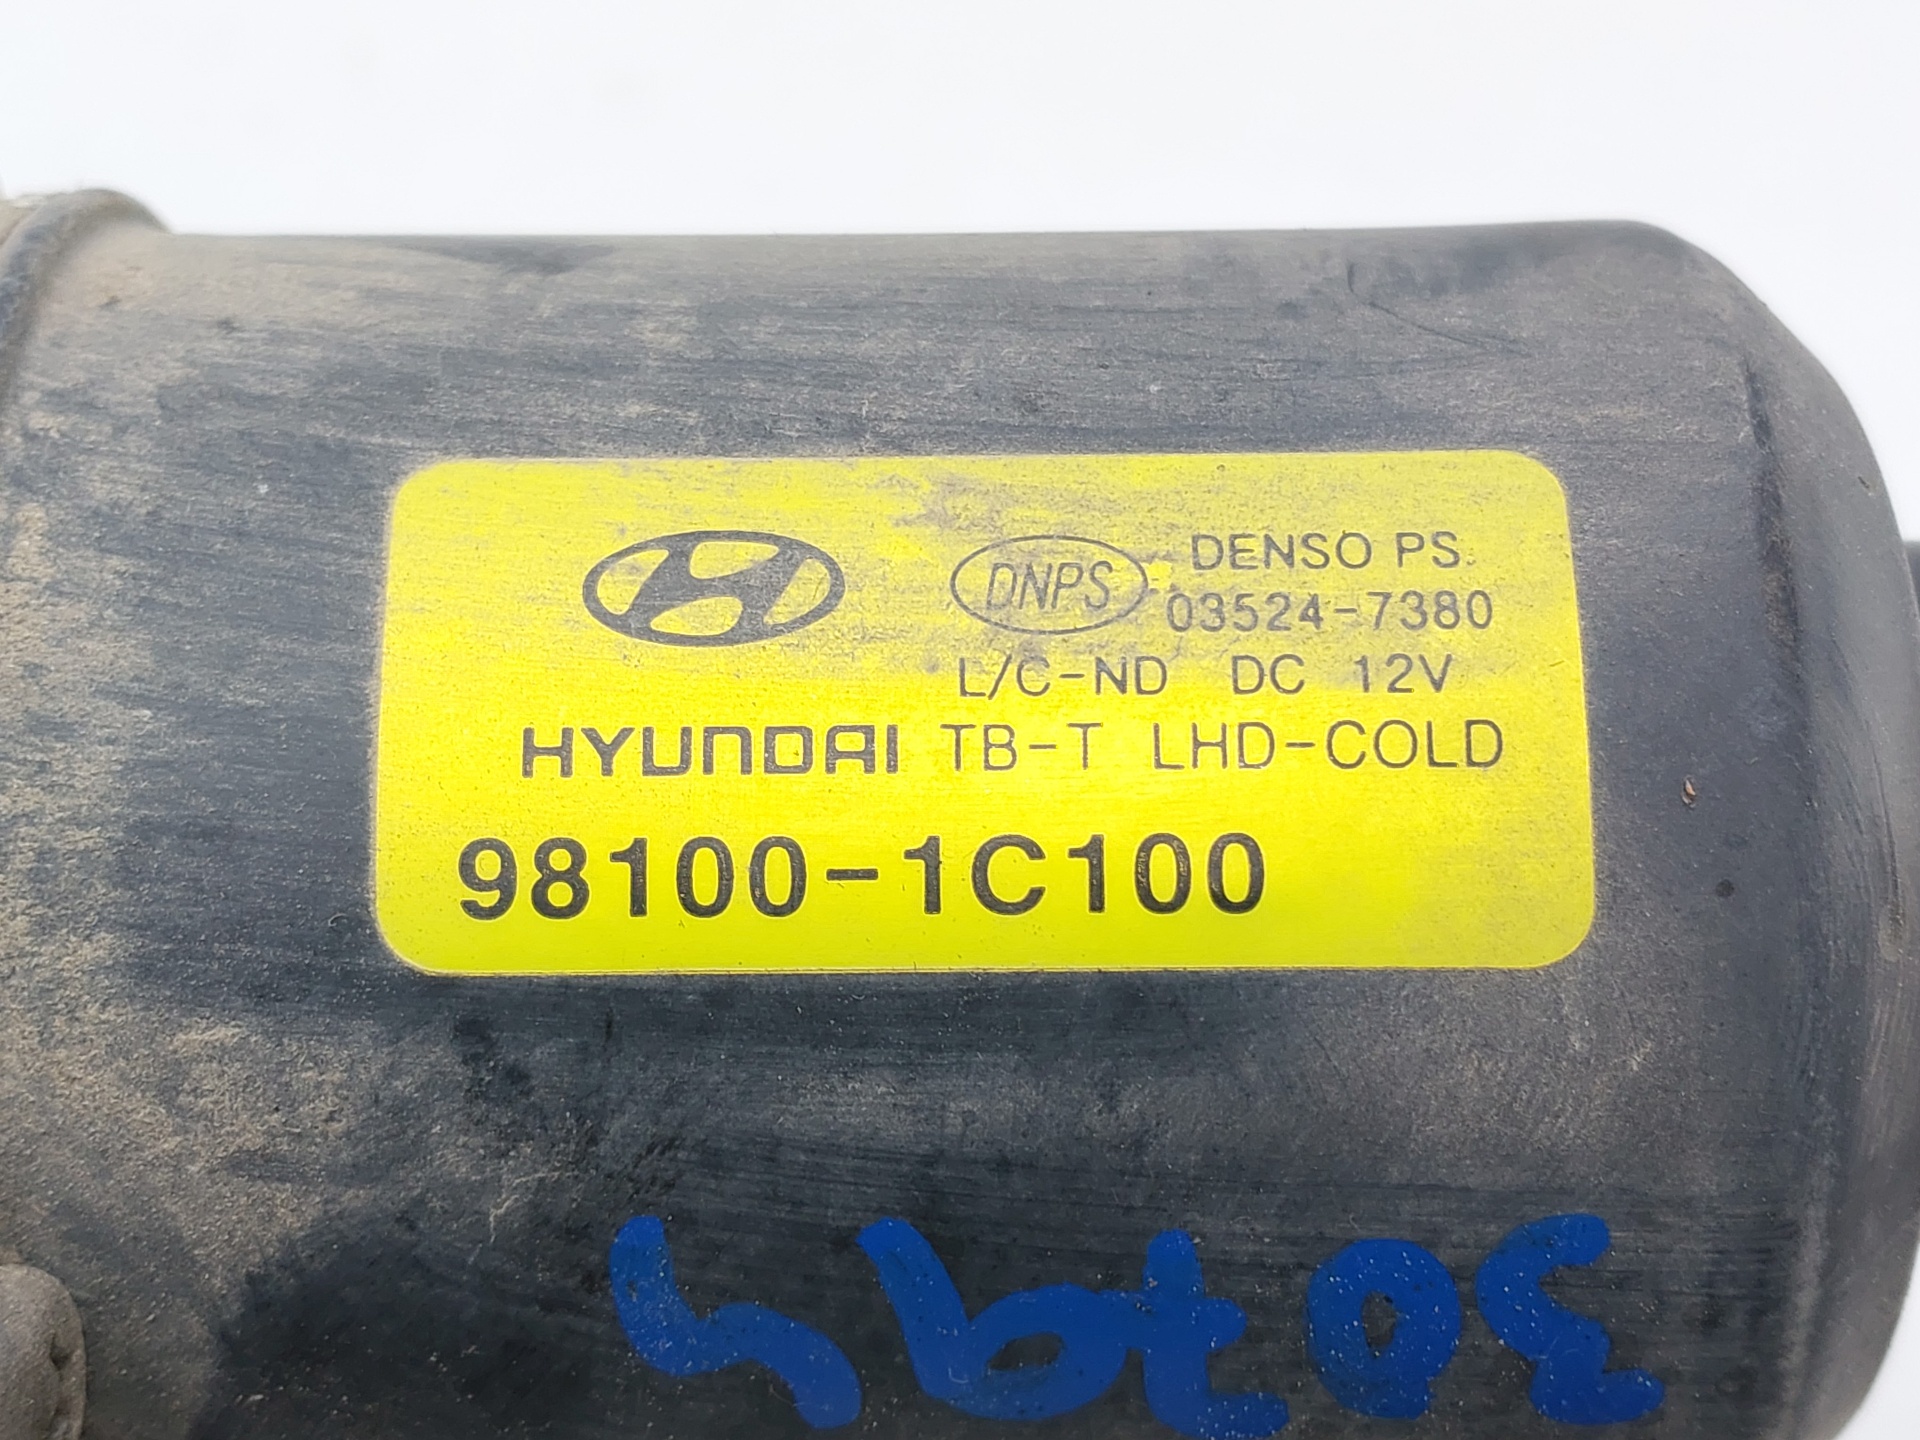 DNPS DENSO PS
03524-7380
L/C-ND DC 12V
HYUNDAI TB-T LHD-COLD
98100-1C100